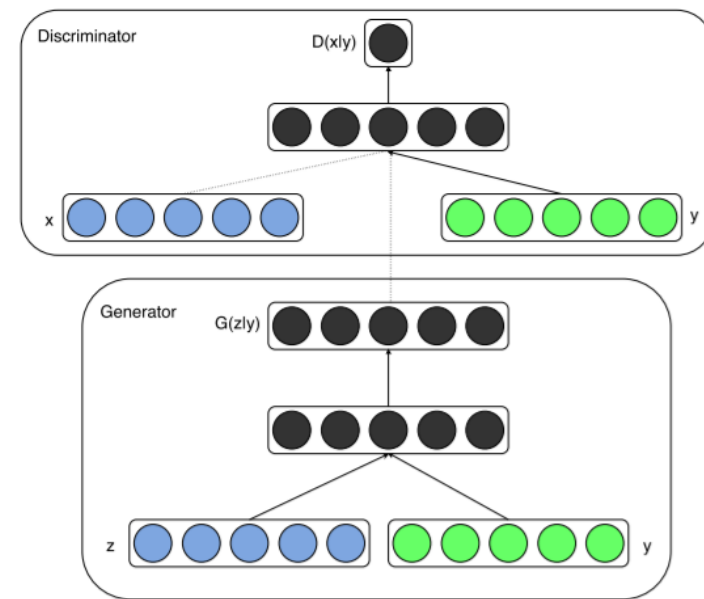 Discriminator
D(x|y)
x
y
Generator
G(z|y)
z
y